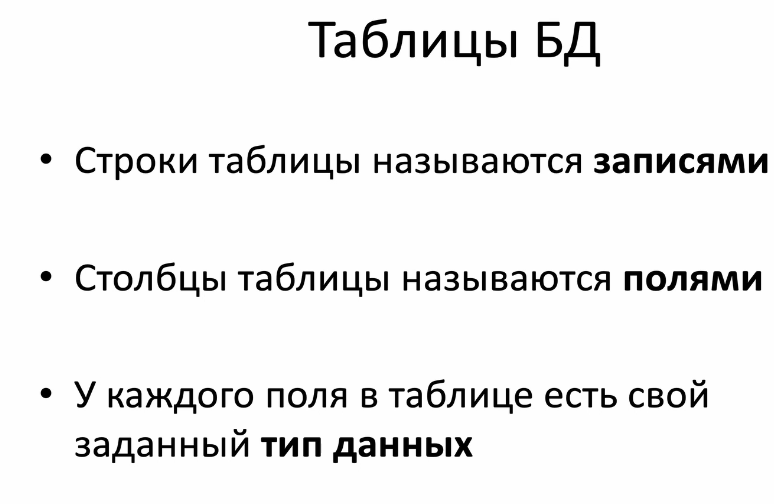 Таблицы БД
• Строки таблицы называются записями
• Столбцы таблицы называются полями
• У каждого поля в таблице есть свой
заданный тип данных